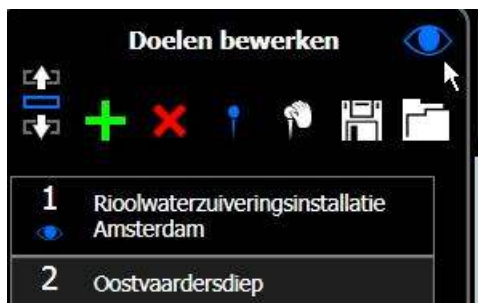 Doelen bewerken
1
Rioolwaterzuiveringsinstallatie
Amsterdam
2
Oostvaardersdiep